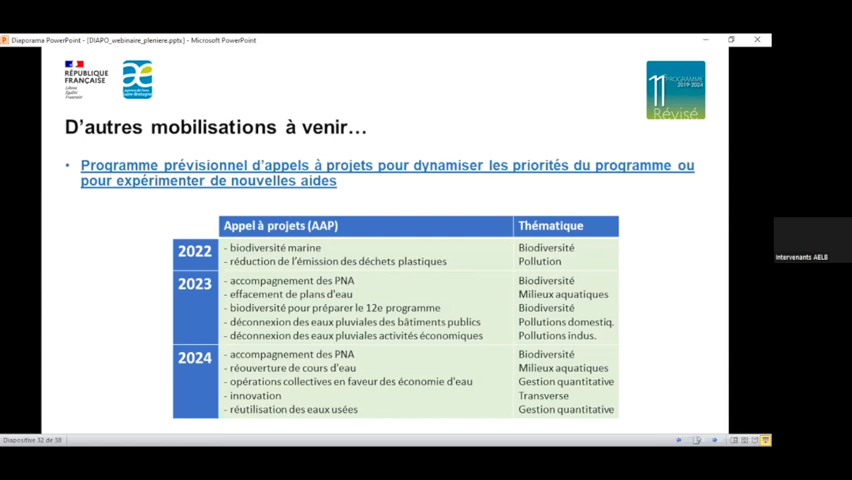 Diaporama PowerPoint - [DIAPO_webinaire_pleniere.pptx] - Microsoft PowerPoint
RÉPUBLIQUE
FRANÇAISE
Liberté
Égalité
Fraternité
11
PROGRAMME
2019-2024
Révisé
D'autres mobilisations à venir…
• Programme prévisionnel d'appels à projets pour dynamiser les priorités du programme ou
pour expérimenter de nouvelles aides
Appel à projets (AAP) Thématique
2022 - biodiversité marine Biodiversité
- réduction de l'émission des déchets plastiques Pollution
2023 - accompagnement des PNA Biodiversité
- effacement de plans d'eau Milieux aquatiques
- biodiversité pour préparer le 12e programme Biodiversité
- déconnexion des eaux pluviales des bâtiments publics Pollutions domestiq.
- déconnexion des eaux pluviales activités économiques Pollutions indus.
2024 - accompagnement des PNA Biodiversité
- réouverture de cours d'eau Milieux aquatiques
- opérations collectives en faveur des économie d'eau Gestion quantitative
- innovation Transverse
- réutilisation des eaux usées Gestion quantitative
Intervenants AELB
Diapositive 32 de 38